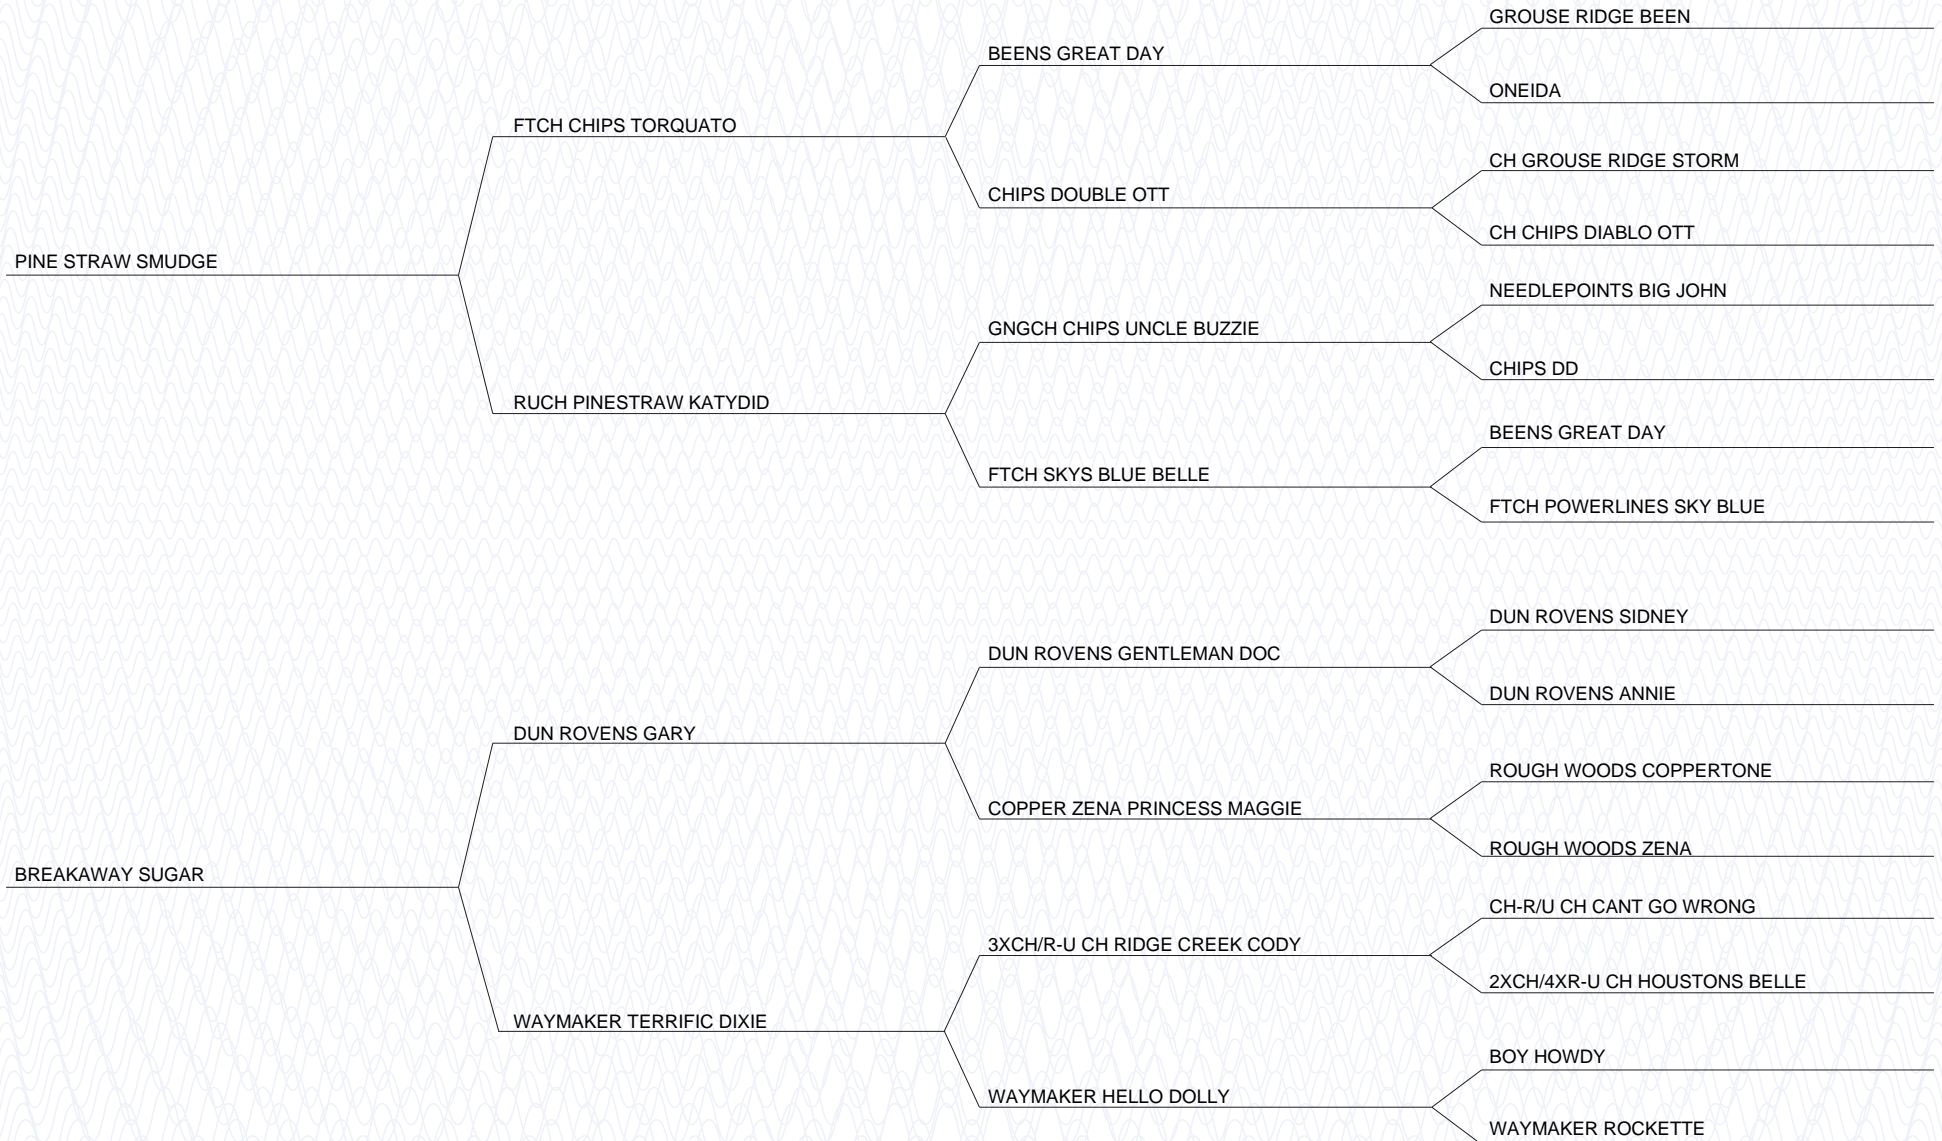 GROUSE RIDGE BEEN
BEENS GREAT DAY
ONEIDA
FTCH CHIPS TORQUATO
CH GROUSE RIDGE STORM
CHIPS DOUBLE OTT
CH CHIPS DIABLO OTT
PINE STRAW SMUDGE
NEEDLEPOINTS BIG JOHN
GNGCH CHIPS UNCLE BUZZIE
CHIPS DD
RUCH PINESTRAW KATYDID
BEENS GREAT DAY
FTCH SKYS BLUE BELLE
FTCH POWERLINES SKY BLUE
DUN ROVENS SIDNEY
DUN ROVENS GENTLEMAN DOC
DUN ROVENS ANNIE
DUN ROVENS GARY
ROUGH WOODS COPPERTONE
COPPER ZENA PRINCESS MAGGIE
ROUGH WOODS ZENA
BREAKAWAY SUGAR
CH-R/U CH CANT GO WRONG
3XCH/R-U CH RIDGE CREEK CODY
2XCH/4XR-U CH HOUSTONS BELLE
WAYMAKER TERRIFIC DIXIE
BOY HOWDY
WAYMAKER HELLO DOLLY
WAYMAKER ROCKETTE